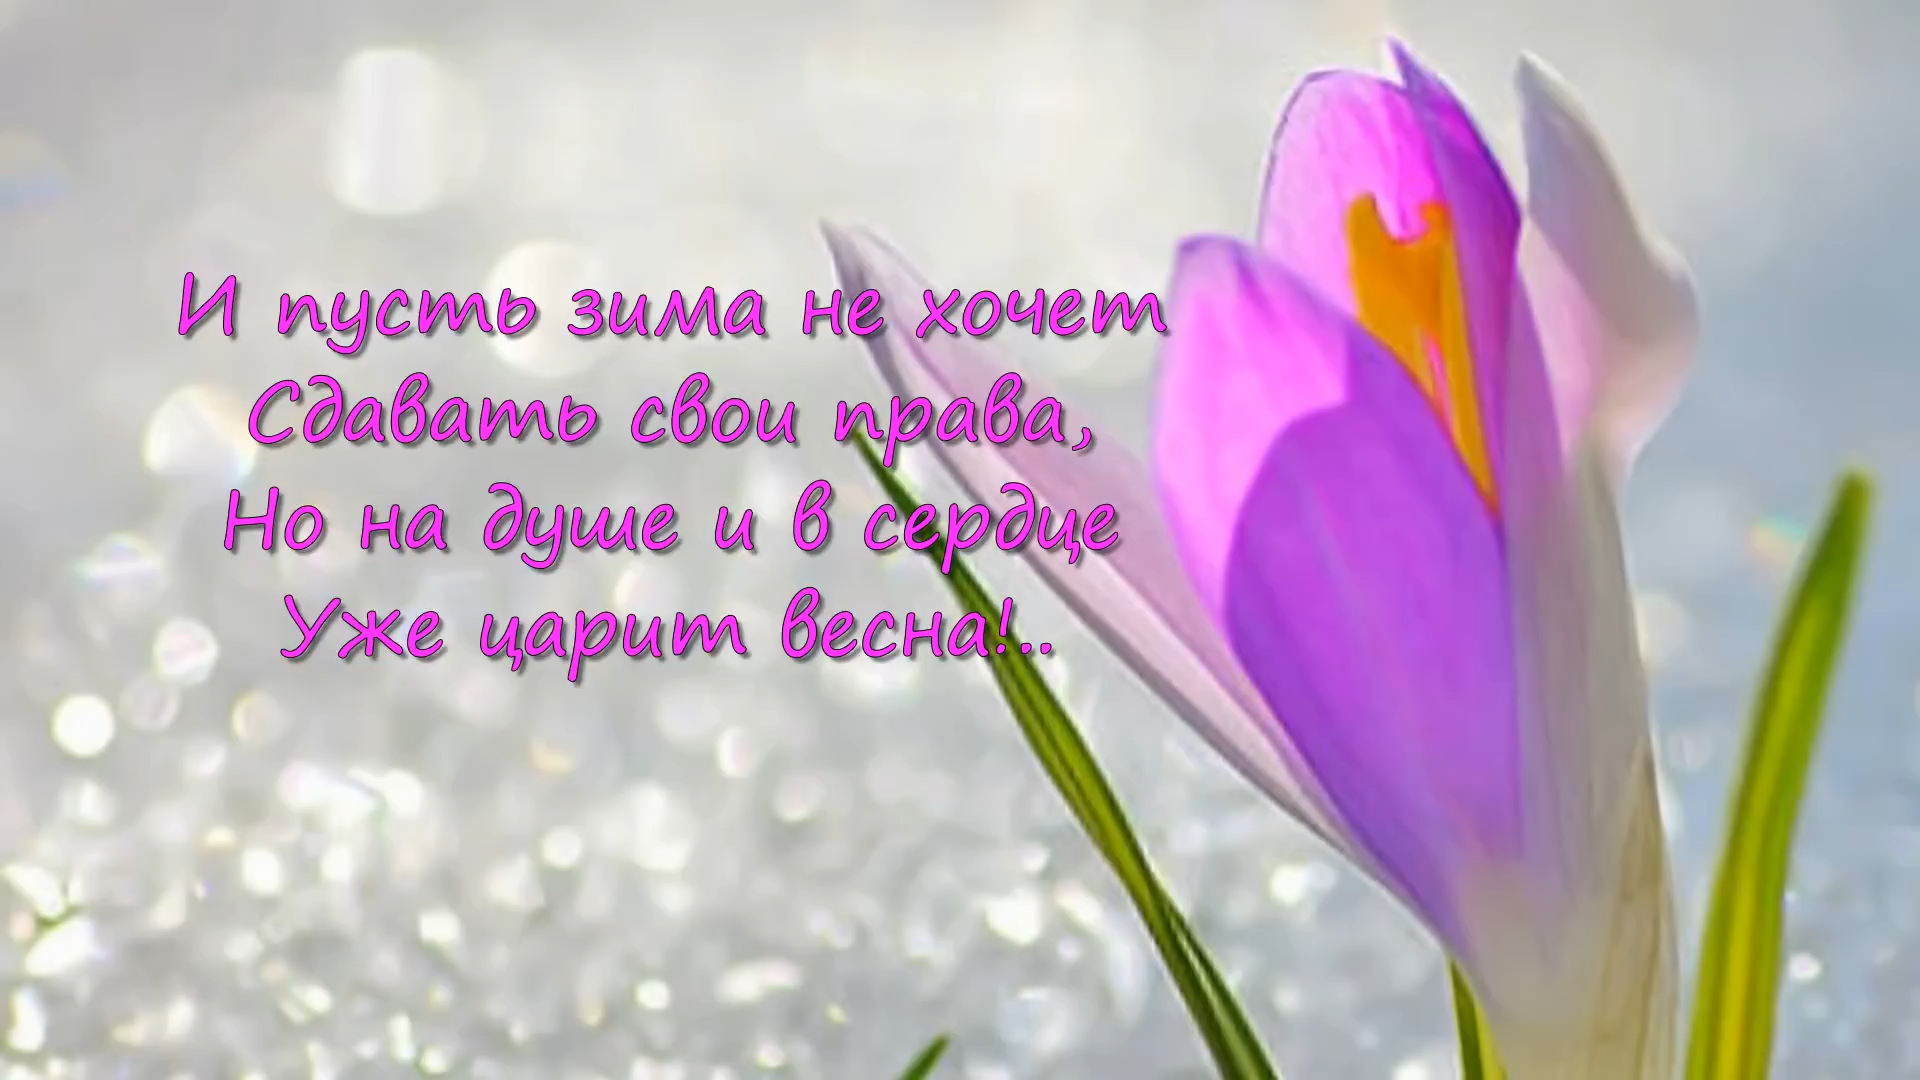 И пусть зима не хочет
Сдавать свои права,
Но на душе и в сердце
Уже царит весна!..